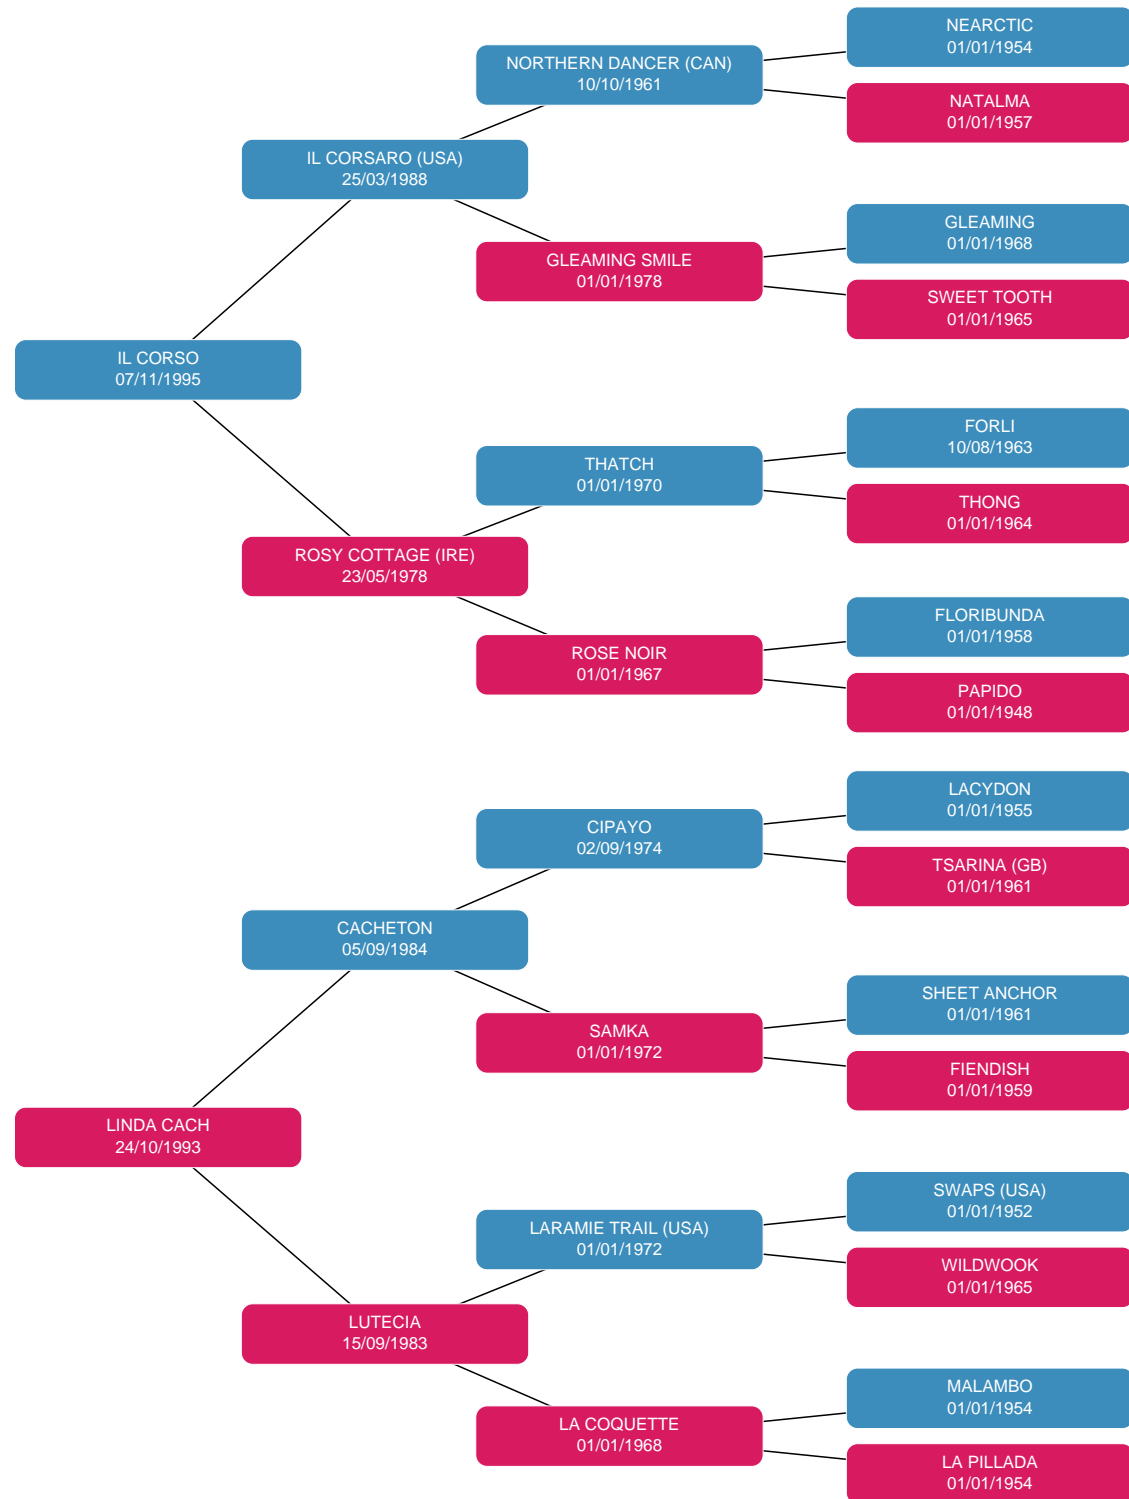 NEARCTIC
01/01/1954
NORTHERN DANCER (CAN)
10/10/1961
NATALMA
01/01/1957
IL CORSARO (USA)
25/03/1988
GLEAMING
01/01/1968
GLEAMING SMILE
01/01/1978
SWEET TOOTH
01/01/1965
IL CORSO
07/11/1995
FORLI
10/08/1963
THATCH
01/01/1970
THONG
01/01/1964
ROSY COTTAGE (IRE)
23/05/1978
FLORIBUNDA
01/01/1958
ROSE NOIR
01/01/1967
PAPIDO
01/01/1948
LACYDON
01/01/1955
CIPAYO
02/09/1974
TSARINA (GB)
01/01/1961
CACHETON
05/09/1984
SHEET ANCHOR
01/01/1961
SAMKA
01/01/1972
FIENDISH
01/01/1959
LINDA CACH
24/10/1993
SWAPS (USA)
01/01/1952
LARAMIE TRAIL (USA)
01/01/1972
WILDWOOK
01/01/1965
LUTECIA
15/09/1983
MALAMBO
01/01/1954
LA COQUETTE
01/01/1968
LA PILLADA
01/01/1954